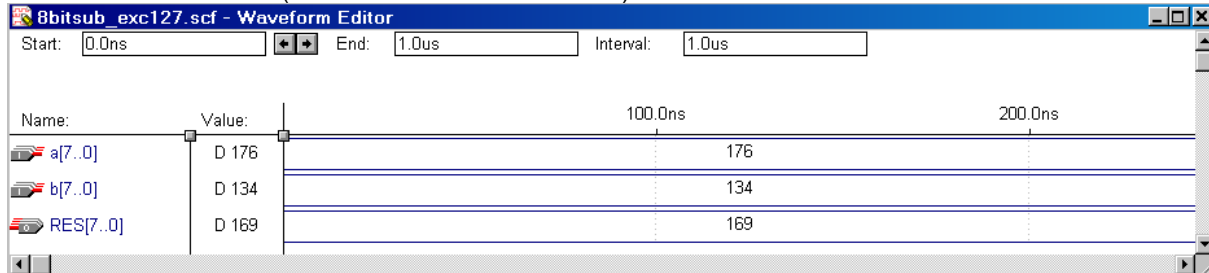 8bitsub_exc127.scf - Waveform Editor
Start: 0.0ns End: 1.0us Interval: 1.0us
100.0ns 200.0ns
Name: Value:
a[7..0] D 176 176
b[7..0] D 134 134
RES[7..0] D 169 169